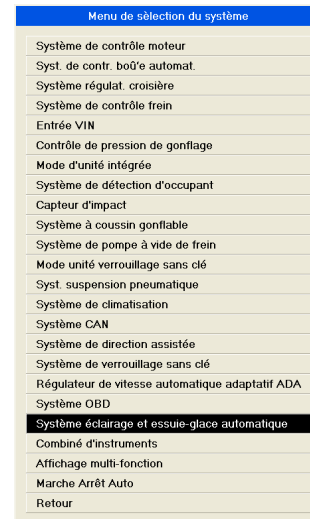 Menu de sèlection du système
Système de contrôle moteur
Syst. de contr. boû'e automat.
Système régulat. croisière
Système de contrôle frein
Entrée VIN
Contrôle de pression de gonflage
Mode d'unité intégrée
Système de détection d'occupant
Capteur d'impact
Système à coussin gonflable
Système de pompe à vide de frein
Mode unité verrouillage sans clé
Syst. suspension pneumatique
Système de climatisation
Système CAN
Système de direction assistée
Système de verrouillage sans clé
Régulateur de vitesse automatique adaptatif ADA
Système OBD
Système éclairage et essuie-glace automatique
Combiné d'instruments
Affichage multi-fonction
Marche Arrêt Auto
Retour